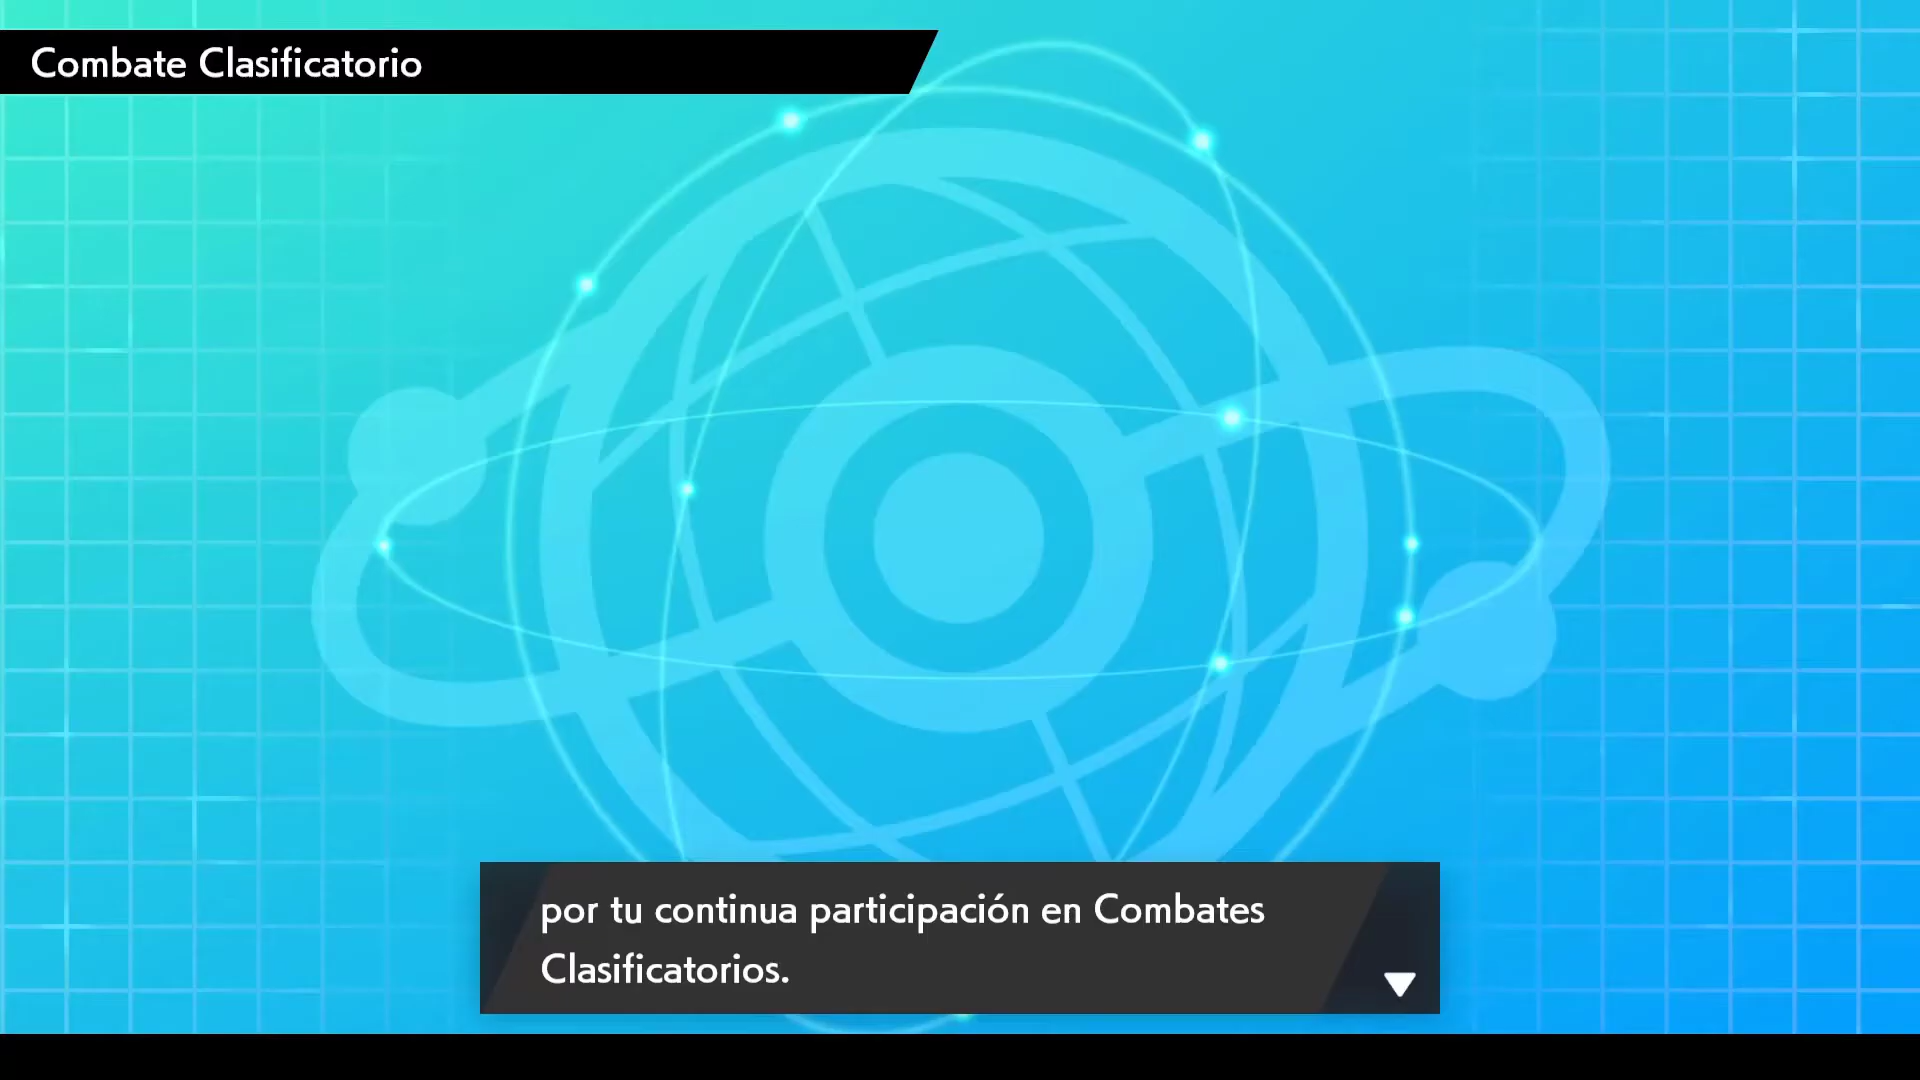 Combate Clasificatorio
por tu continua participación en Combates
Clasificatorios.